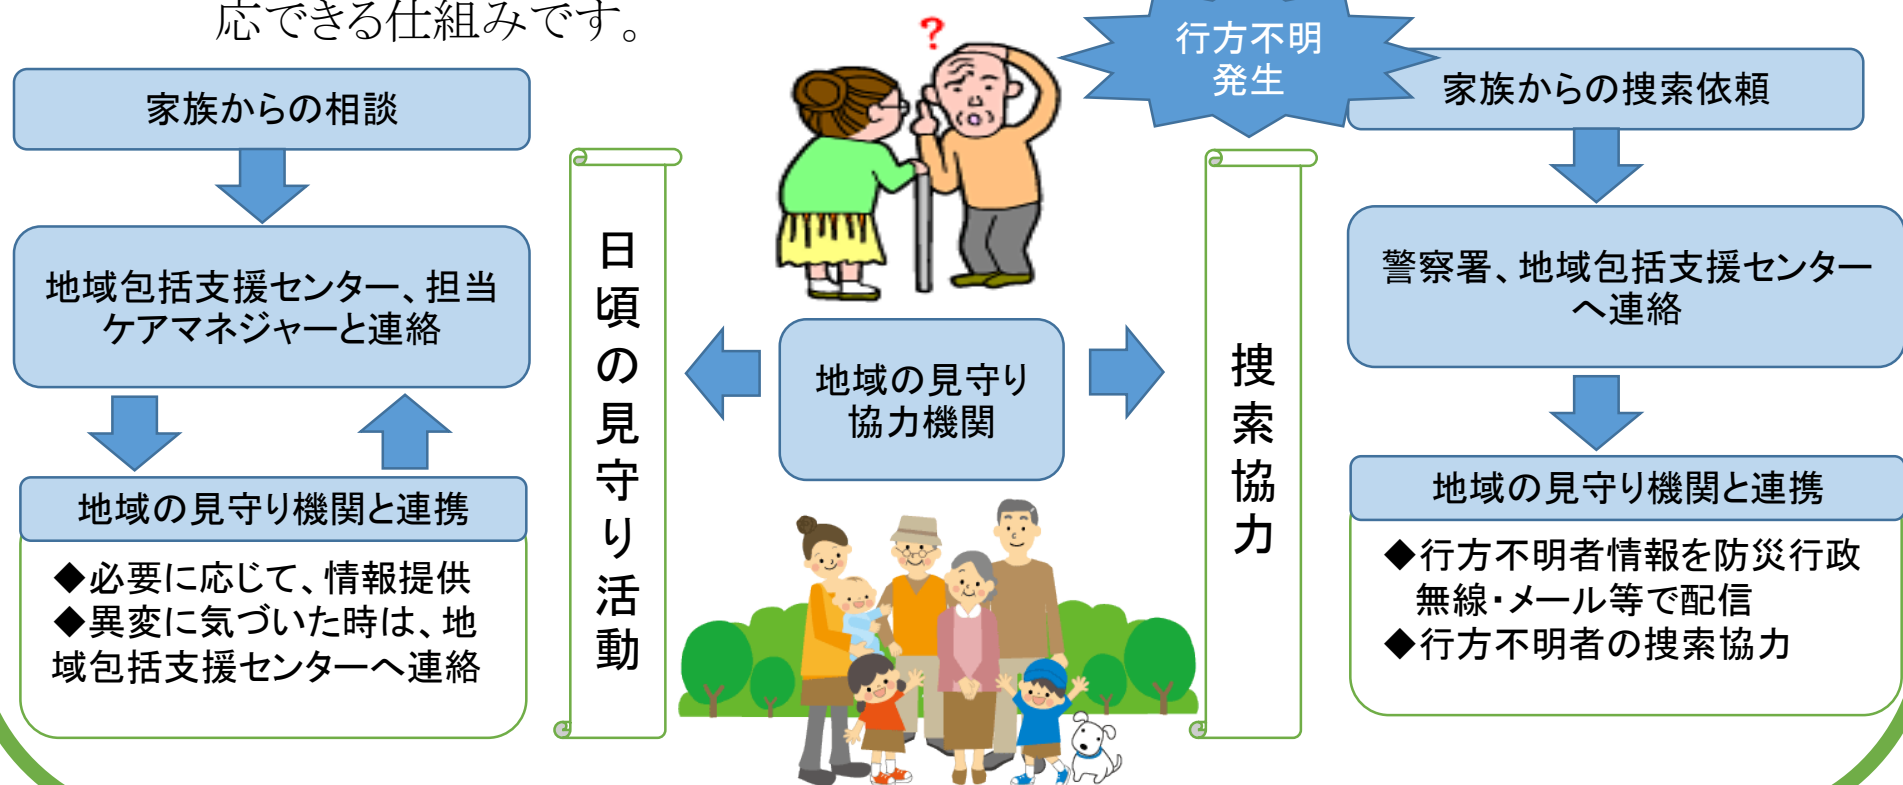 応できる仕組みです。
家族からの相談
地域包括支援センター、担当
ケアマネジャーと連絡
地域の見守り機関と連携
◆必要に応じて、情報提供
◆異変に気づいた時は、地
域包括支援センターへ連絡
日頃の見守り活動
?
地域の見守り
協力機関
捜索協力
行方不明
発生
家族からの捜索依頼
警察署、地域包括支援センター
へ連絡
地域の見守り機関と連携
◆行方不明者情報を防災行政
無線・メール等で配信
◆行方不明者の捜索協力